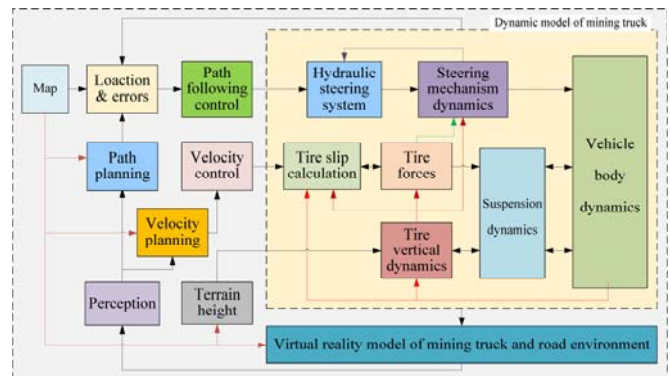 Dynamic model of mining truck
Map
Loaction
& errors
Path
following
control
Hydraulic
steering
system
Steering
mechanism
dynamics
Vehicle
body
dynamics
Path
planning
Velocity
control
Tire slip
calculation
Tire
forces
Suspension
dynamics
Velocity
planning
Tire
vertical
dynamics
Perception
Terrain
height
Virtual reality model of mining truck and road environment